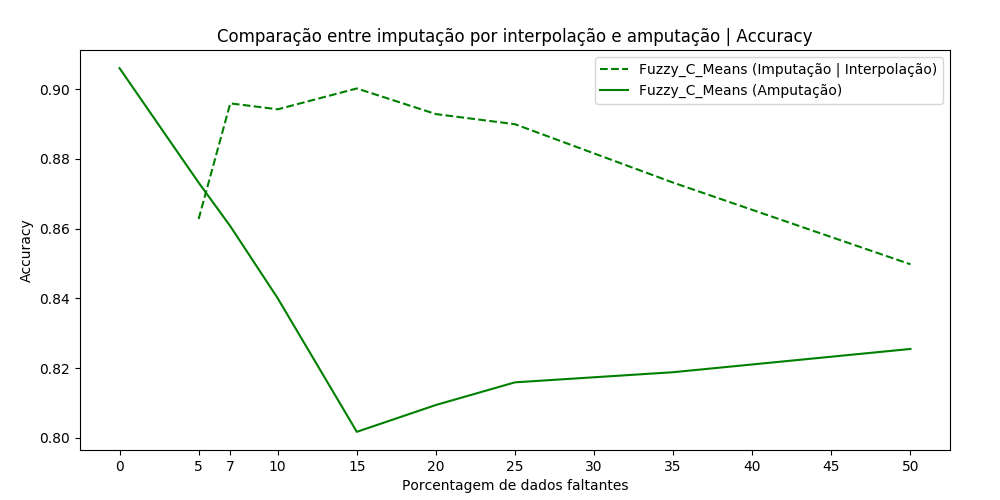 Comparação entre imputação por interpolação e amputação | Accuracy
Fuzzy_C_Means (Imputação | Interpolação)
Fuzzy_C_Means (Amputação)
0.90
0.88
0.86
0.84
0.82
0.80
Accuracy
0 5 7 10 15 20 25 30 35 40 45 50
Porcentagem de dados faltantes